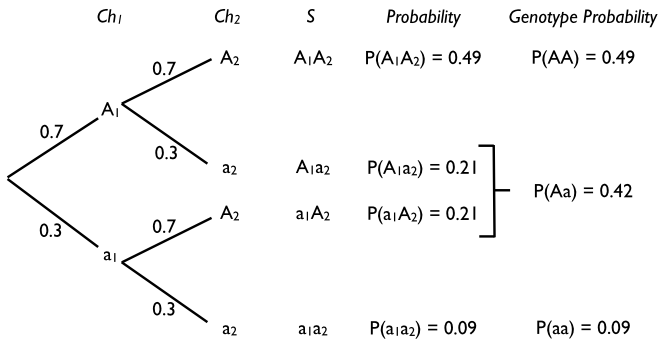 Ch₁ Ch₂ S Probability Genotype Probability
0.7 A₂ A₁A₂ P(A₁A₂) = 0.49 P(AA) = 0.49
A₁
0.7
0.3 a₂ A₁a₂ P(A₁a₂) = 0.21
P(Aa) = 0.42
0.7 A₂ a₁A₂ P(a₁A₂) = 0.21
0.3
a₁
0.3 a₂ a₁a₂ P(a₁a₂) = 0.09 P(aa) = 0.09